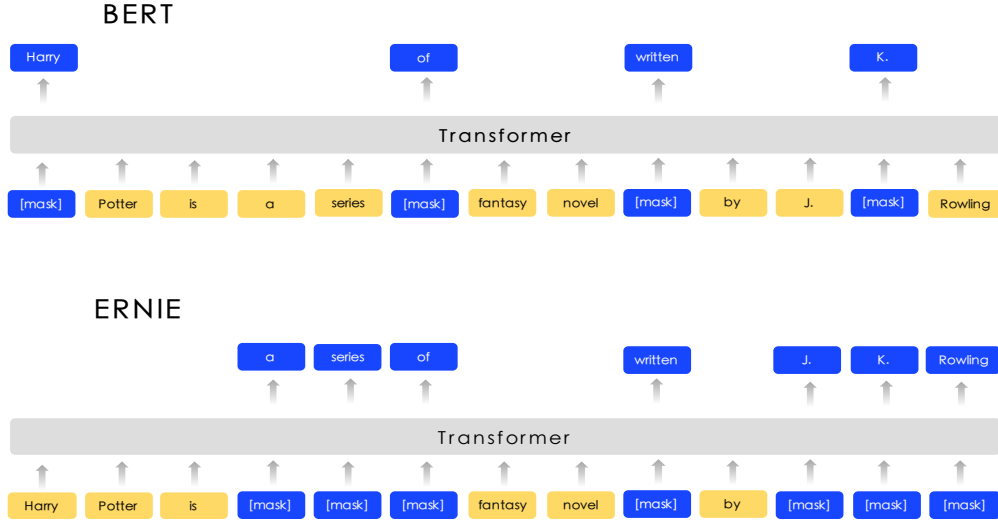 BERT
Harry of written K.
Transformer
[mask] Potter is a series [mask] fantasy novel [mask] by J. [mask] Rowling
ERNIE
a series of written J. K. Rowling
Transformer
Harry Potter is [mask] [mask] [mask] fantasy novel [mask] by [mask] [mask] [mask]